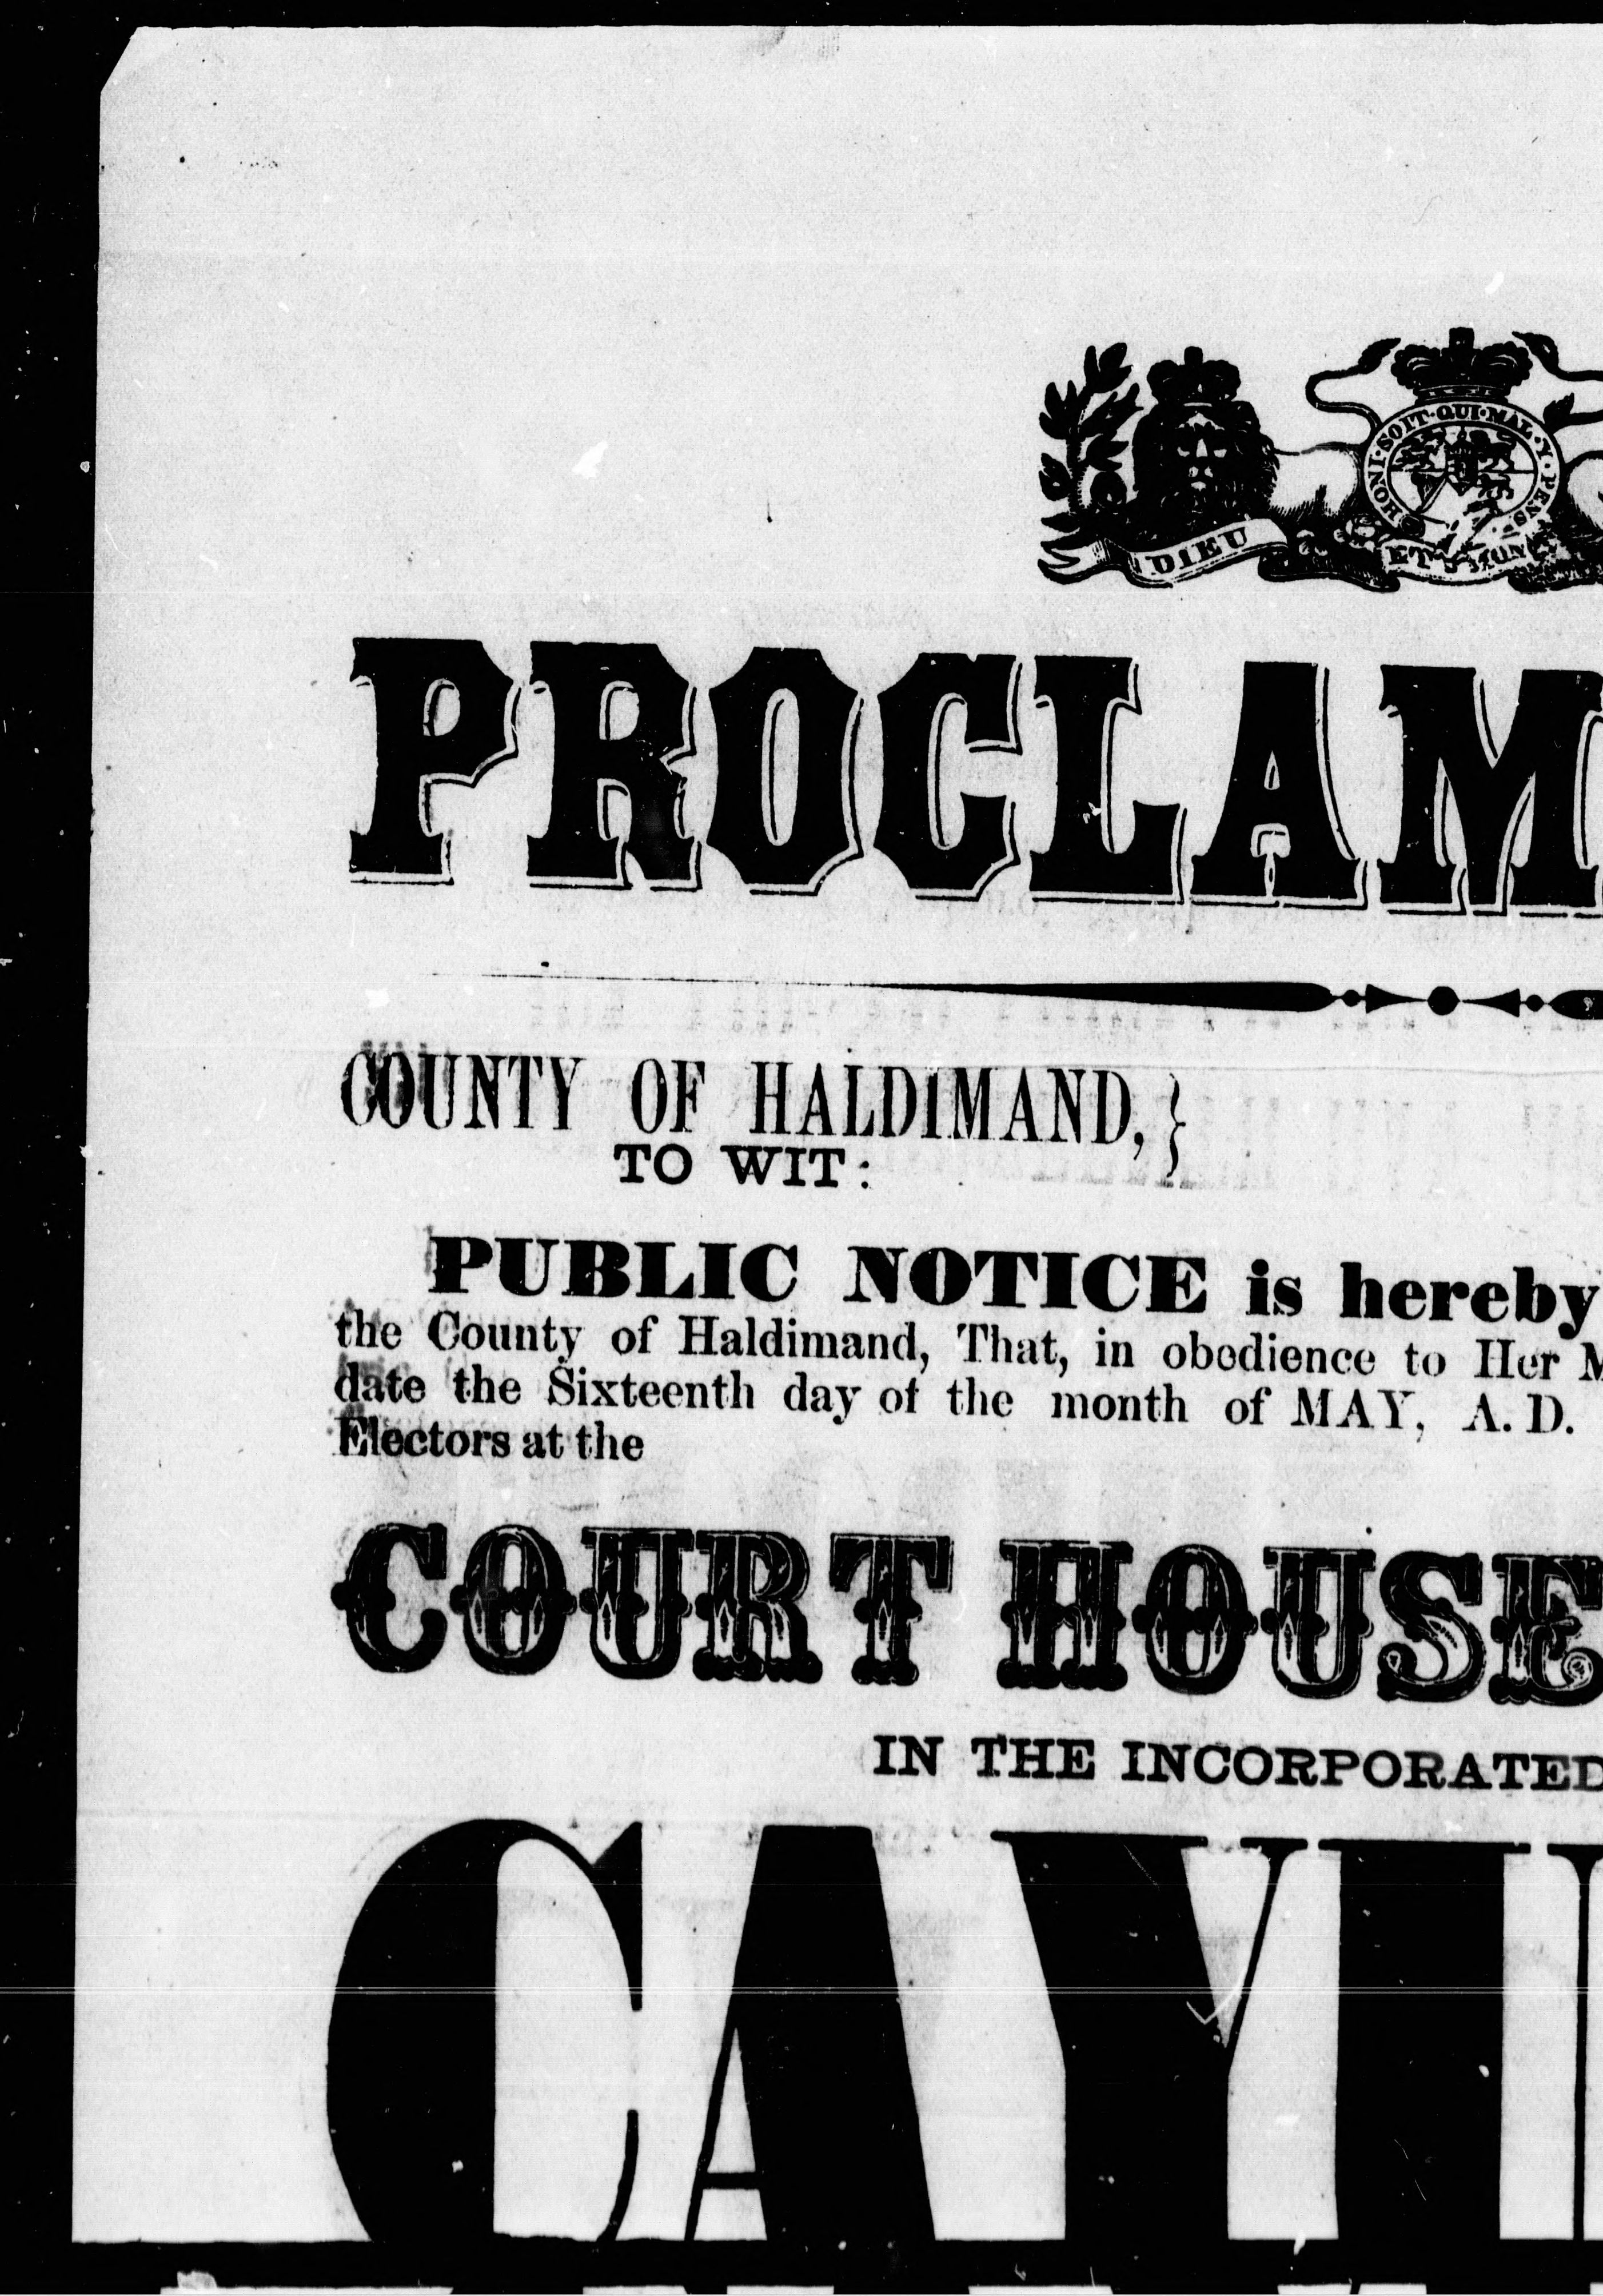 HONI·SOIT·QUI·MAL·Y·PENS
DIEU ET MON
PROCLAM
COUNTY OF HALDIMAND, }
TO WIT:
PUBLIC NOTICE is hereby
the County of Haldimand, That, in obedience to Her M
date the Sixteenth day of the month of MAY, A. D.
Electors at the
COURT HOUSE
IN THE INCORPORATED
CAY